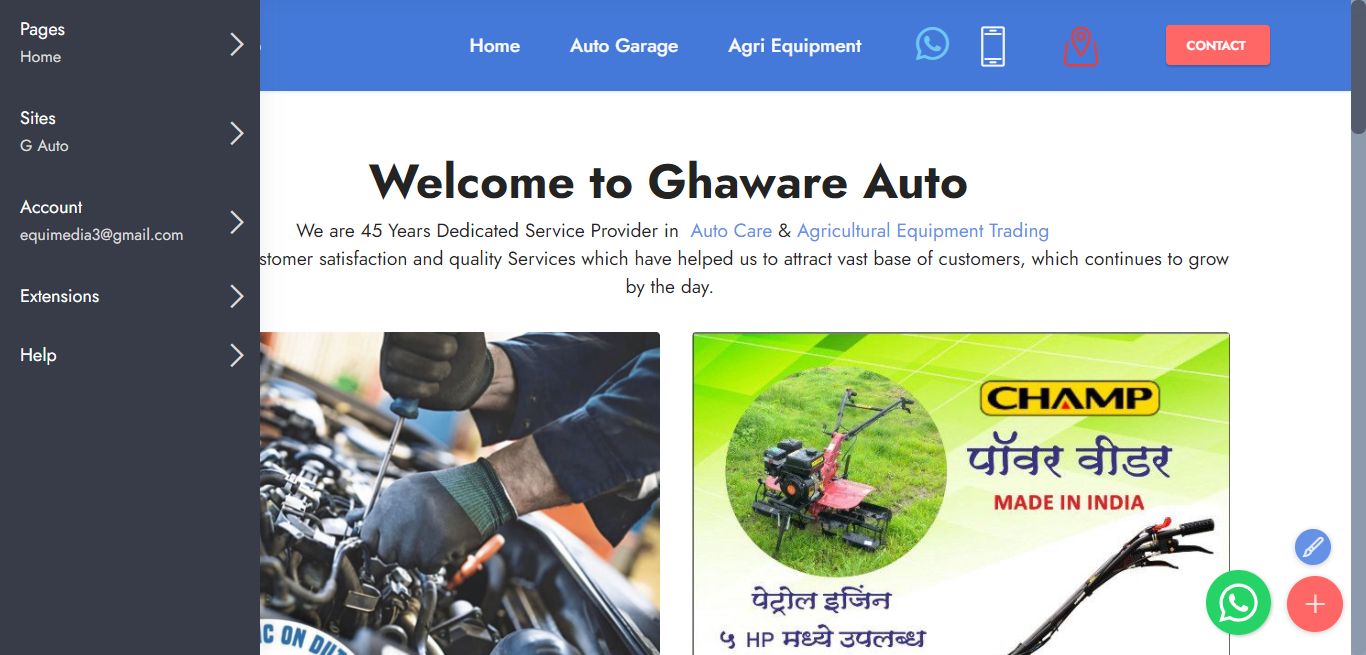 Pages
Home
Sites
G Auto
Account
equimedia3@gmail.com
Extensions
Help
Home
Auto Garage
Agri Equipment
CONTACT
Welcome to Ghaware Auto
We are 45 Years Dedicated Service Provider in Auto Care & Agricultural Equipment Trading
satisfaction and quality Services which have helped us to attract vast base of customers, which continues to grow
by the day.
ON
CHAMP
पॉवर वीडर
MADE IN INDIA
पेट्रोल इजिंन
५ HP मध्ये उपलब्ध